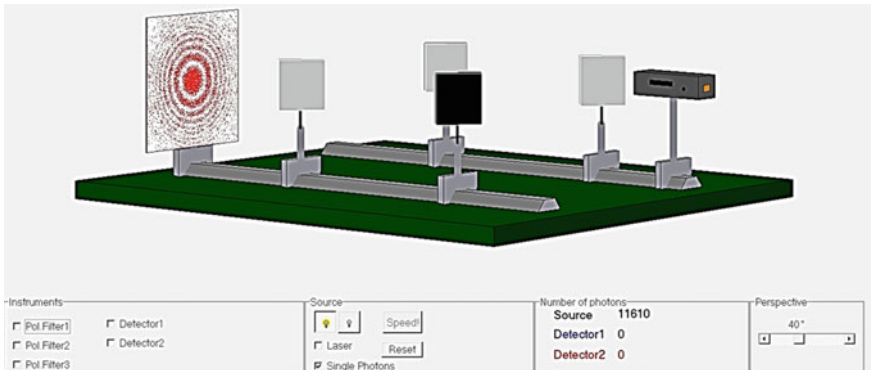 Instruments
Pol.Filter1
Detector1
Pol.Filter2
Detector2
Pol.Filter3
Source
Speed!
Laser
Reset
Single Photons
Number of photons
Source 11610
Detector1 0
Detector2 0
Perspective
40°